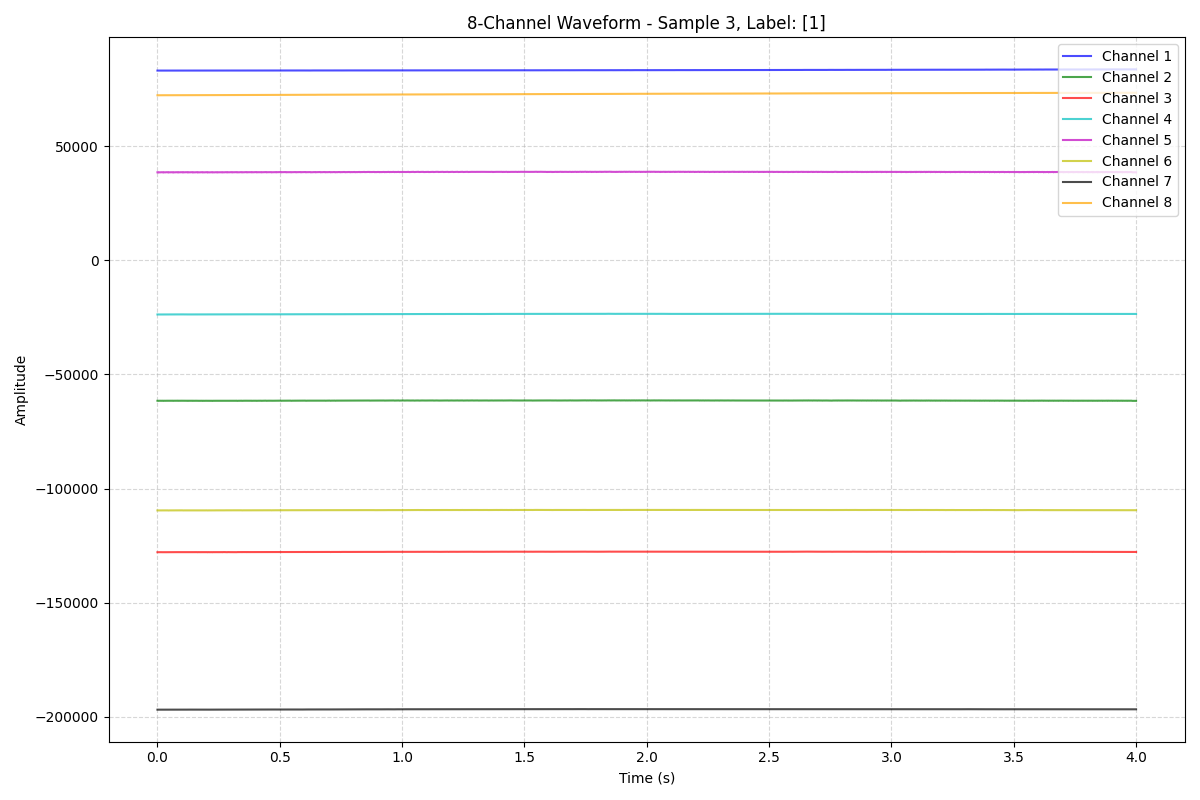 8-Channel Waveform - Sample 3, Label: [1]
Channel 1
Channel 2
Channel 3
Channel 4
Channel 5
Channel 6
Channel 7
Channel 8
50000
0
−50000
−100000
−150000
−200000
Amplitude
0.0 0.5 1.0 1.5 2.0 2.5 3.0 3.5 4.0
Time (s)